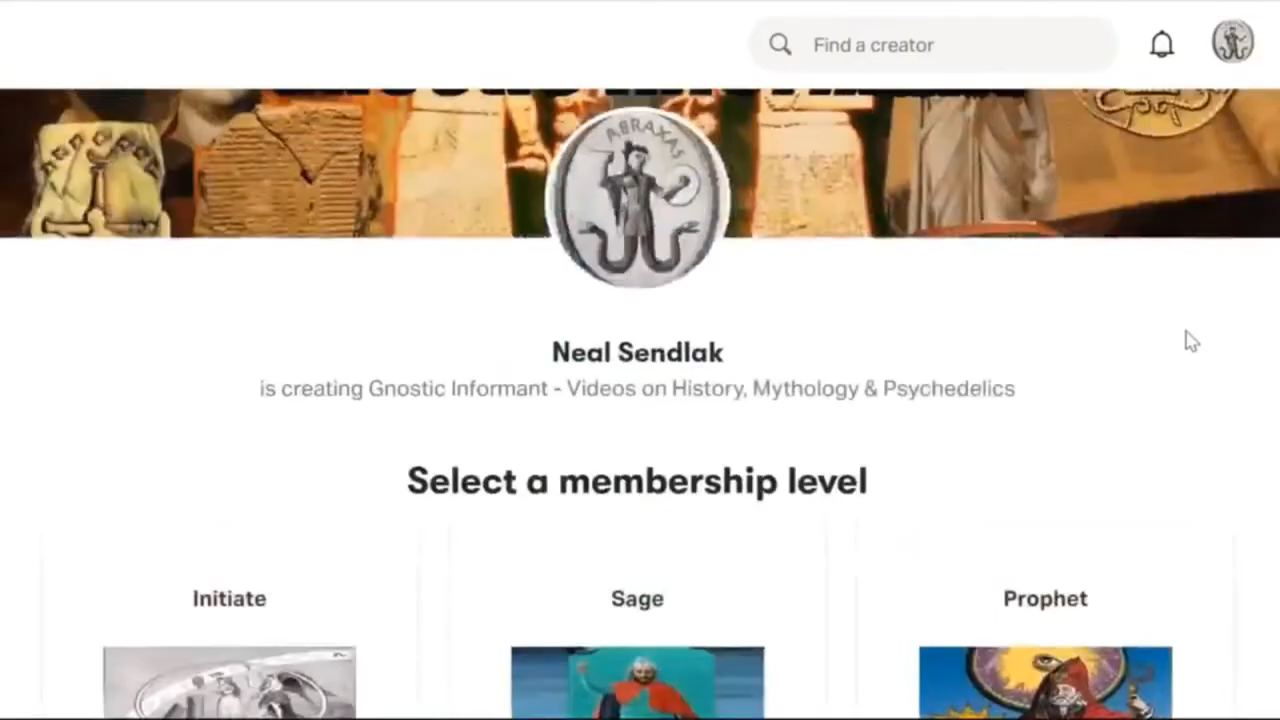 Find a creator
ABRAXAS
Neal Sendlak
is creating Gnostic Informant - Videos on History, Mythology & Psychedelics
Select a membership level
Initiate
Sage
Prophet